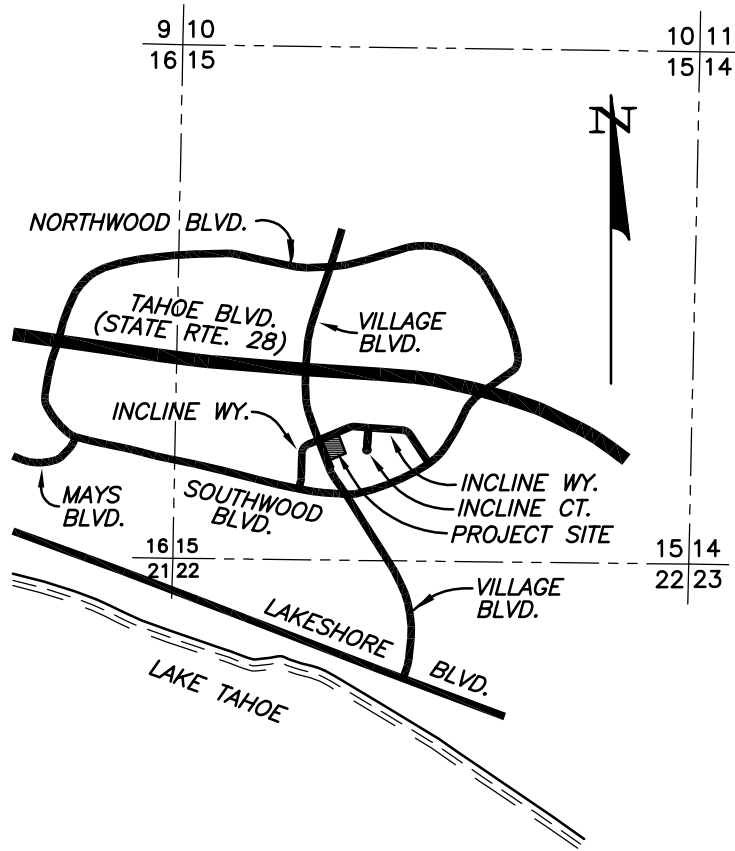 9 10
16 15
10 11
15 14
N
NORTHWOOD BLVD.
TAHOE BLVD.
(STATE RTE. 28)
VILLAGE
BLVD.
INCLINE WY.
MAYS
BLVD.
SOUTHWOOD
BLVD.
INCLINE WY.
INCLINE CT.
PROJECT SITE
16 15
21 22
15 14
22 23
VILLAGE
BLVD.
LAKESHORE BLVD.
LAKE TAHOE